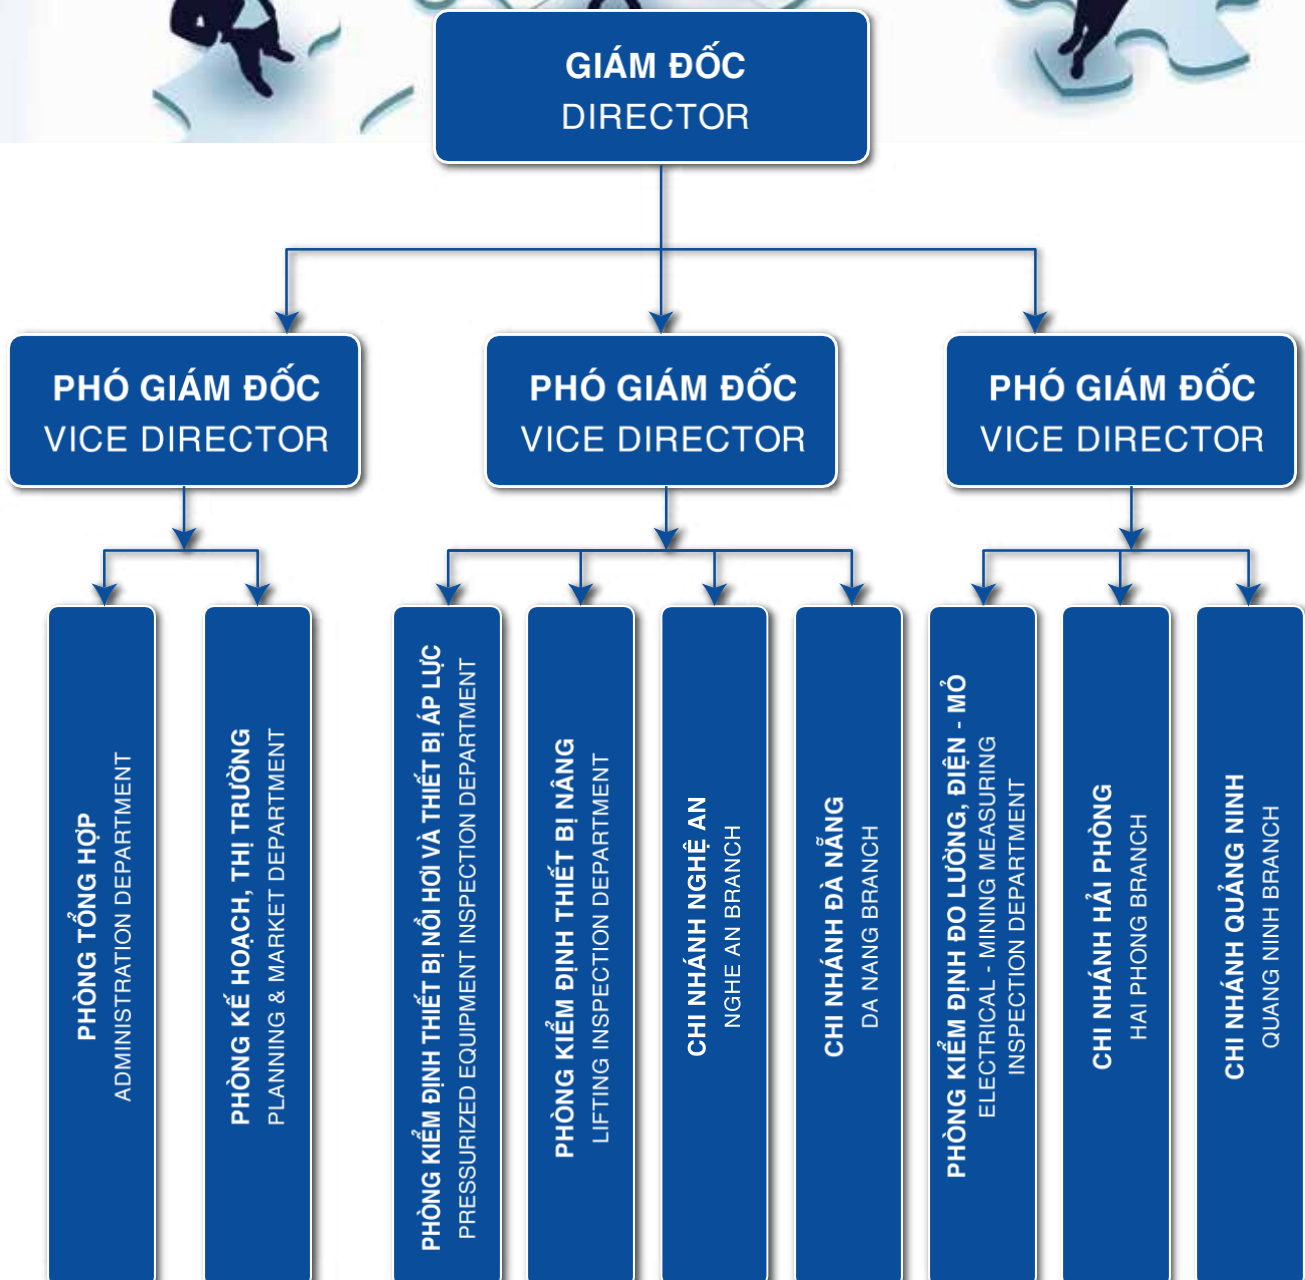 GIÁM ĐỐC
DIRECTOR
PHÓ GIÁM ĐỐC
VICE DIRECTOR
PHÓ GIÁM ĐỐC
VICE DIRECTOR
PHÓ GIÁM ĐỐC
VICE DIRECTOR
PHÒNG TỔNG HỢP
ADMINISTRATION DEPARTMENT
PHÒNG KẾ HOẠCH, THỊ TRƯỜNG
PLANNING & MARKET DEPARTMENT
PHÒNG KIỂM ĐỊNH THIẾT BỊ NỒI HƠI VÀ THIẾT BỊ ÁP LỰC
PRESSURIZED EQUIPMENT INSPECTION DEPARTMENT
PHÒNG KIỂM ĐỊNH THIẾT BỊ NÂNG
LIFTING INSPECTION DEPARTMENT
CHI NHÁNH NGHỆ AN
NGHE AN BRANCH
CHI NHÁNH ĐÀ NẴNG
DA NANG BRANCH
PHÒNG KIỂM ĐỊNH ĐO LƯỜNG, ĐIỆN - MỎ
ELECTRICAL - MINING MEASURING
INSPECTION DEPARTMENT
CHI NHÁNH HẢI PHÒNG
HAI PHONG BRANCH
CHI NHÁNH QUẢNG NINH
QUANG NINH BRANCH